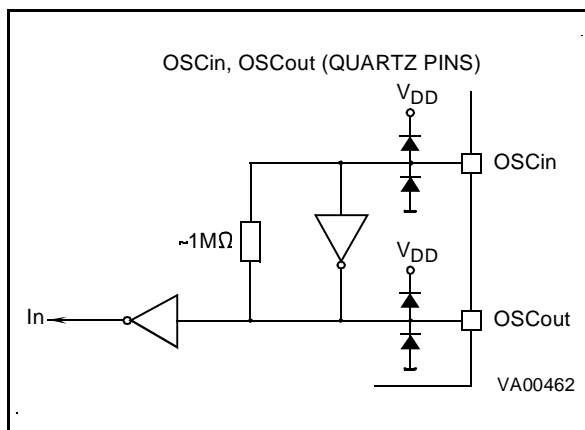 OSCin, OSCout (QUARTZ PINS)
VDD
OSCin
~1MΩ
VDD
In
OSCout
VA00462